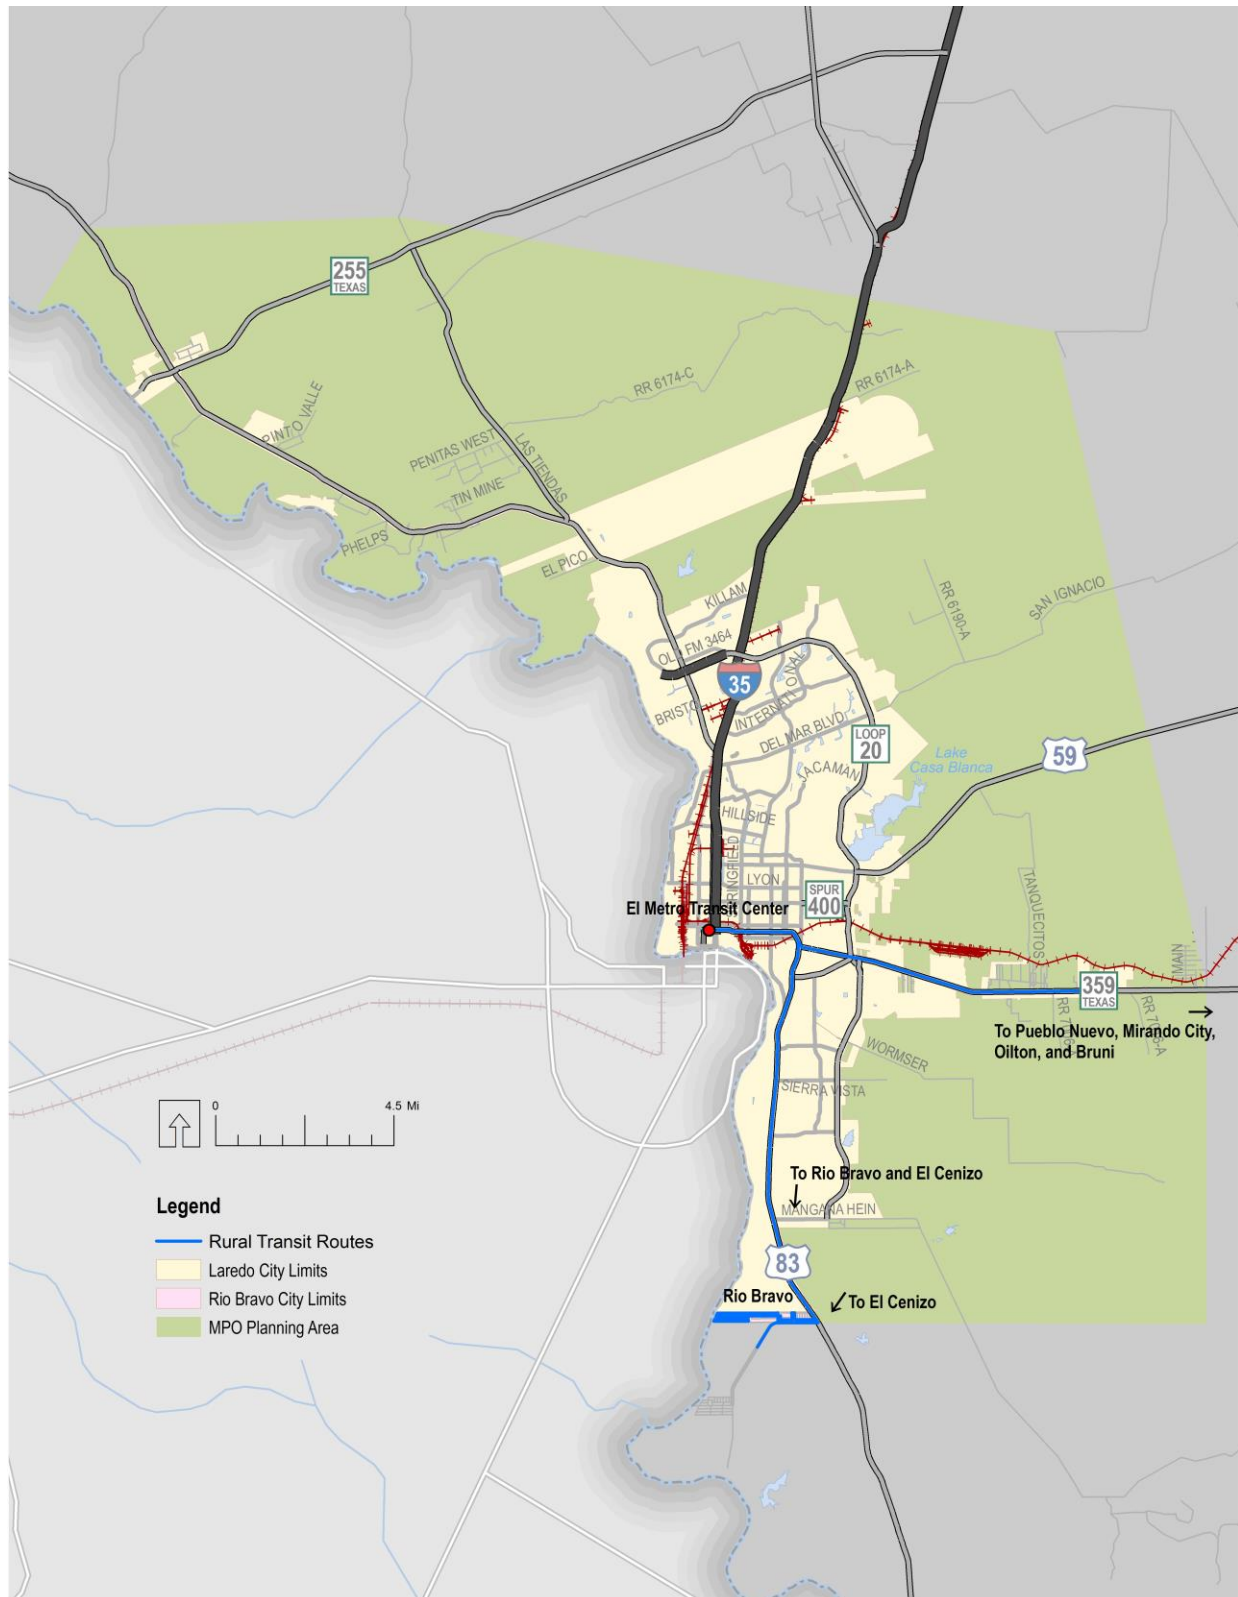 255
TEXAS
RR 6174-C
RR 6174-A
PINTO VALLE
PENITAS WEST
LAS TIENDAS
TIN MINE
PHELPS
EL PICO
KILLAM
RR 6190-A
SAN IGNACIO
OLD FM 3464
35
INTERNATIONAL
BRISTO
DEL MAR BLVD
LOOP
20
Lake
Casa Blanca
59
JACAMAN
HILLSIDE
LYON
SPUR
400
El Metro Transit Center
TANQUECITOS
MAIN
359
TEXAS
To Pueblo Nuevo, Mirando City,
Oilton, and Bruni
WORMSER
SIERRA VISTA
0
4.5 Mi
To Rio Bravo and El Cenizo
MANGANA HEIN
83
Rio Bravo
To El Cenizo
Legend
Rural Transit Routes
Laredo City Limits
Rio Bravo City Limits
MPO Planning Area